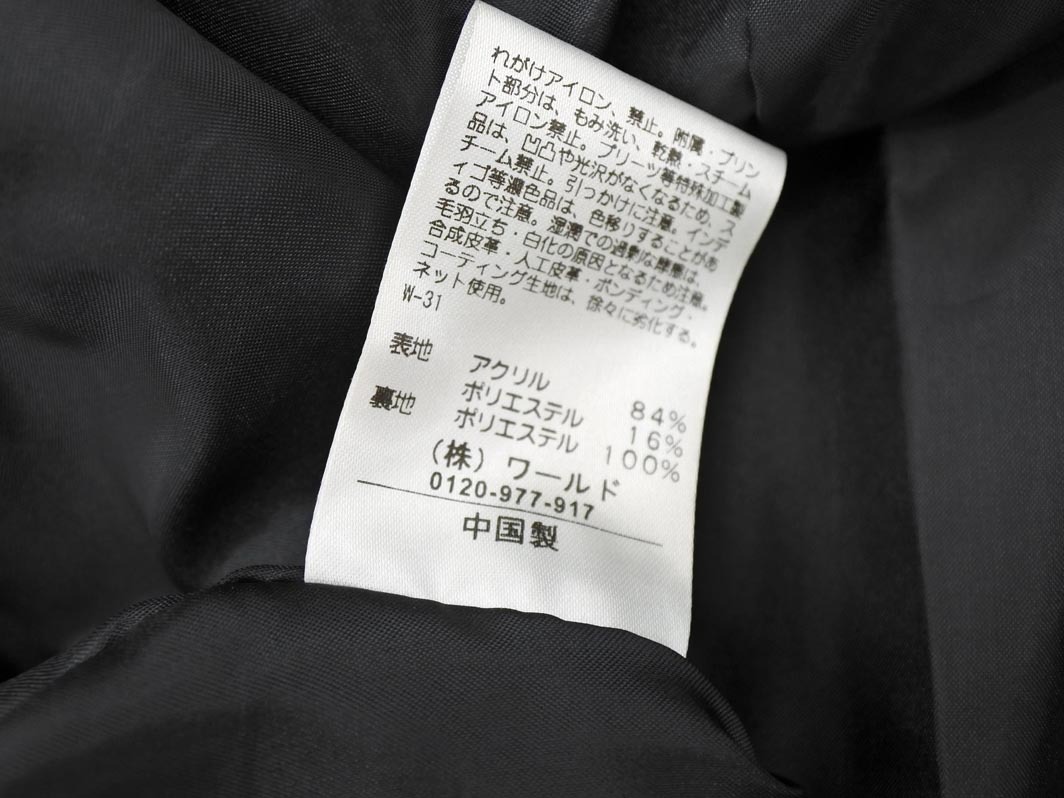 れがけアイロン、禁止。附属・プリン
ト部分は、もみ洗い、乾熱・スチーム
アイロン禁止。プリーツ等特殊加工製
品は、凹凸や光沢がなくなるため、ス
チーム禁止。引っかけに注意。インデ
ィゴ等濃色品は、色移りすることがあ
るので注意。湿潤での過剰な摩擦は、
毛羽立ち・白化の原因となるため注意。
合成皮革・人工皮革・ボンディング・
コーティング生地は、徐々に劣化する。
ネット使用。
W-31
表地 アクリル 84%
ポリエステル 16%
裏地 ポリエステル 100%
(株)ワールド
0120-977-917
中国製